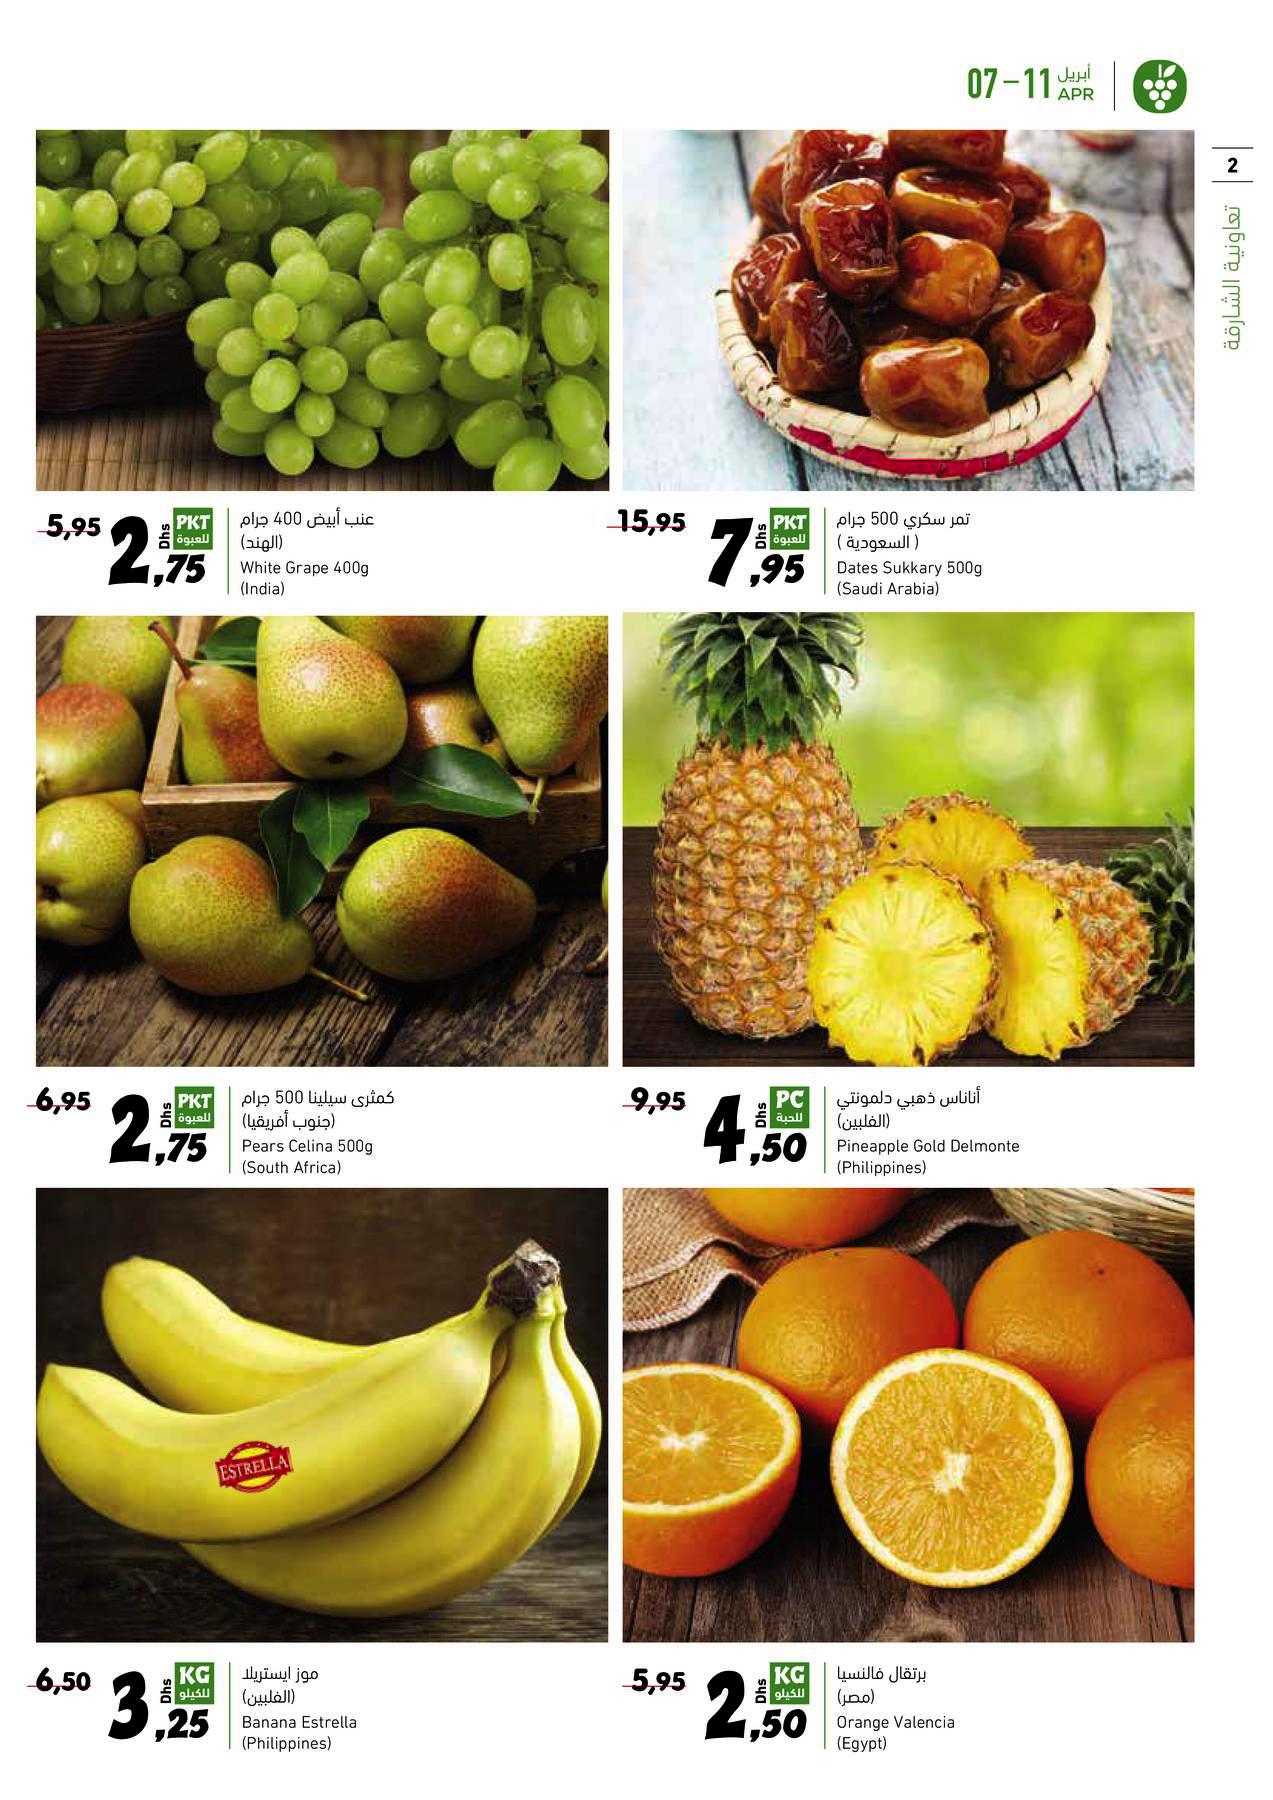 07 – 11
أبريل
APR
2
تعاونية الشارقة
5,95
2,75
Dhs
PKT
للعبوة
عنب أبيض 400 جرام
(الهند)
White Grape 400g
(India)
15,95
7,95
Dhs
PKT
للعبوة
تمر سكري 500 جرام
( السعودية )
Dates Sukkary 500g
(Saudi Arabia)
6,95
2,75
Dhs
PKT
للعبوة
كمثرى سيلينا 500 جرام
(جنوب أفريقيا)
Pears Celina 500g
(South Africa)
9,95
4,50
Dhs
PC
للحبة
أناناس ذهبي دلمونتي
(الفلبين)
Pineapple Gold Delmonte
(Philippines)
ESTRELLA
6,50
3,25
Dhs
KG
للكيلو
موز ايستريلا
(الفلبين)
Banana Estrella
(Philippines)
5,95
2,50
Dhs
KG
للكيلو
برتقال فالنسيا
(مصر)
Orange Valencia
(Egypt)